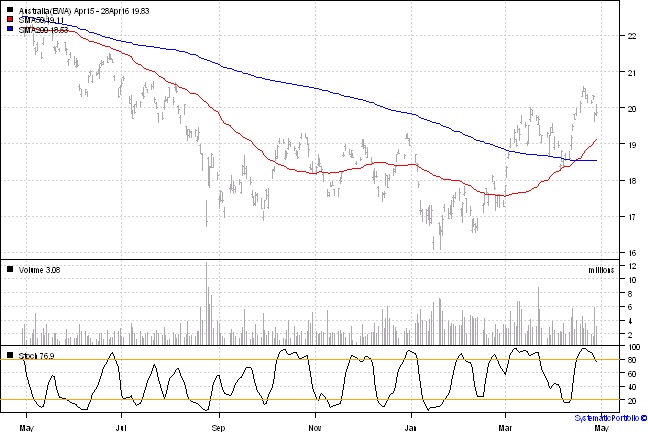 Australia(EWA) Apr15 - 28Apr16 19.83
SMA50 19.11
SMA200 18.53
22
21
20
19
18
17
16
Volume 3.08
millions
12
10
8
6
4
2
Stoch 76.9
100
80
60
40
20
SystematicPortfolio ©
May Jul Sep Nov Jan Mar May